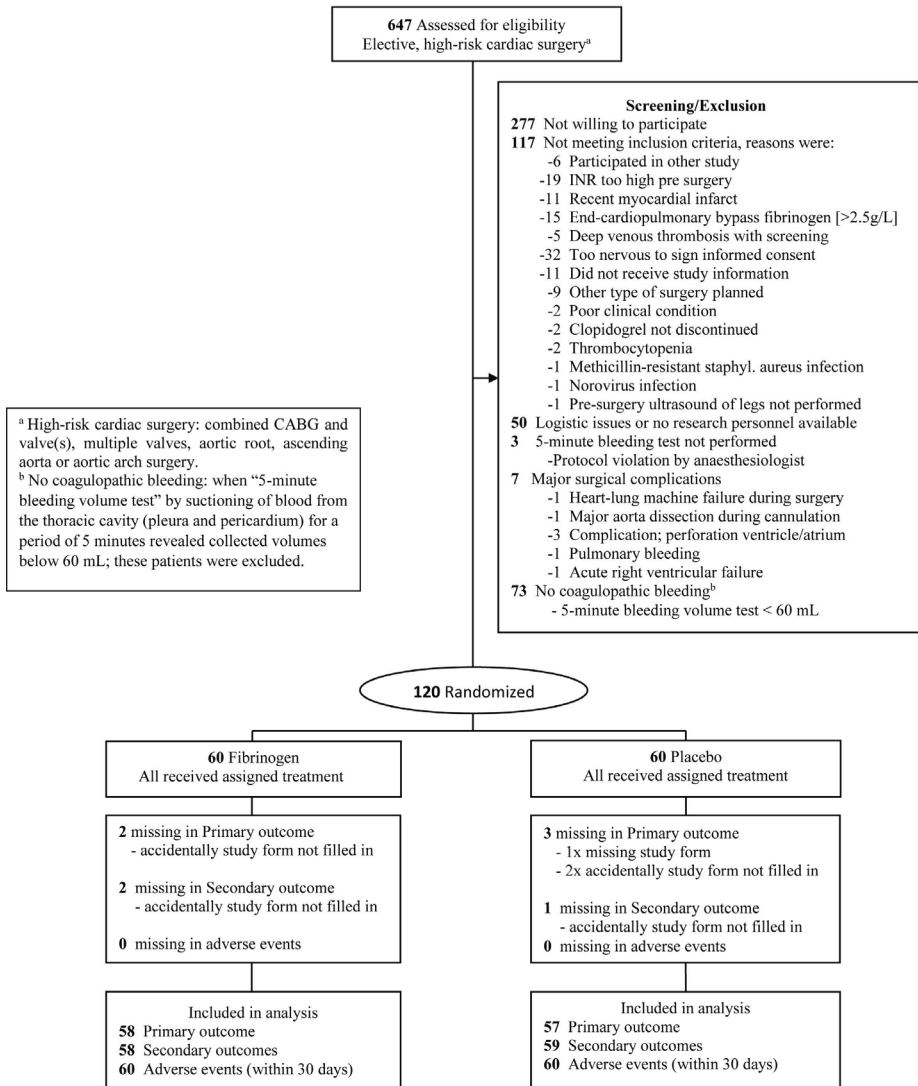 647 Assessed for eligibility
Elective, high-risk cardiac surgeryᵃ
Screening/Exclusion
277 Not willing to participate
117 Not meeting inclusion criteria, reasons were:
-6 Participated in other study
-19 INR too high pre surgery
-11 Recent myocardial infarct
-15 End-cardiopulmonary bypass fibrinogen [>2.5g/L]
-5 Deep venous thrombosis with screening
-32 Too nervous to sign informed consent
-11 Did not receive study information
-9 Other type of surgery planned
-2 Poor clinical condition
-2 Clopidogrel not discontinued
-2 Thrombocytopenia
-1 Methicillin-resistant staphyl. aureus infection
-1 Norovirus infection
-1 Pre-surgery ultrasound of legs not performed
50 Logistic issues or no research personnel available
3 5-minute bleeding test not performed
-Protocol violation by anaesthesiologist
7 Major surgical complications
-1 Heart-lung machine failure during surgery
-1 Major aorta dissection during cannulation
-3 Complication; perforation ventricle/atrium
-1 Pulmonary bleeding
-1 Acute right ventricular failure
73 No coagulopathic bleedingᵇ
- 5-minute bleeding volume test < 60 mL
ᵃ High-risk cardiac surgery: combined CABG and
valve(s), multiple valves, aortic root, ascending
aorta or aortic arch surgery.
ᵇ No coagulopathic bleeding: when “5-minute
bleeding volume test” by suctioning of blood from
the thoracic cavity (pleura and pericardium) for a
period of 5 minutes revealed collected volumes
below 60 mL; these patients were excluded.
120 Randomized
60 Fibrinogen
All received assigned treatment
2 missing in Primary outcome
- accidentally study form not filled in
2 missing in Secondary outcome
- accidentally study form not filled in
0 missing in adverse events
Included in analysis
58 Primary outcome
58 Secondary outcomes
60 Adverse events (within 30 days)
60 Placebo
All received assigned treatment
3 missing in Primary outcome
- 1x missing study form
- 2x accidentally study form not filled in
1 missing in Secondary outcome
- accidentally study form not filled in
0 missing in adverse events
Included in analysis
57 Primary outcome
59 Secondary outcomes
60 Adverse events (within 30 days)